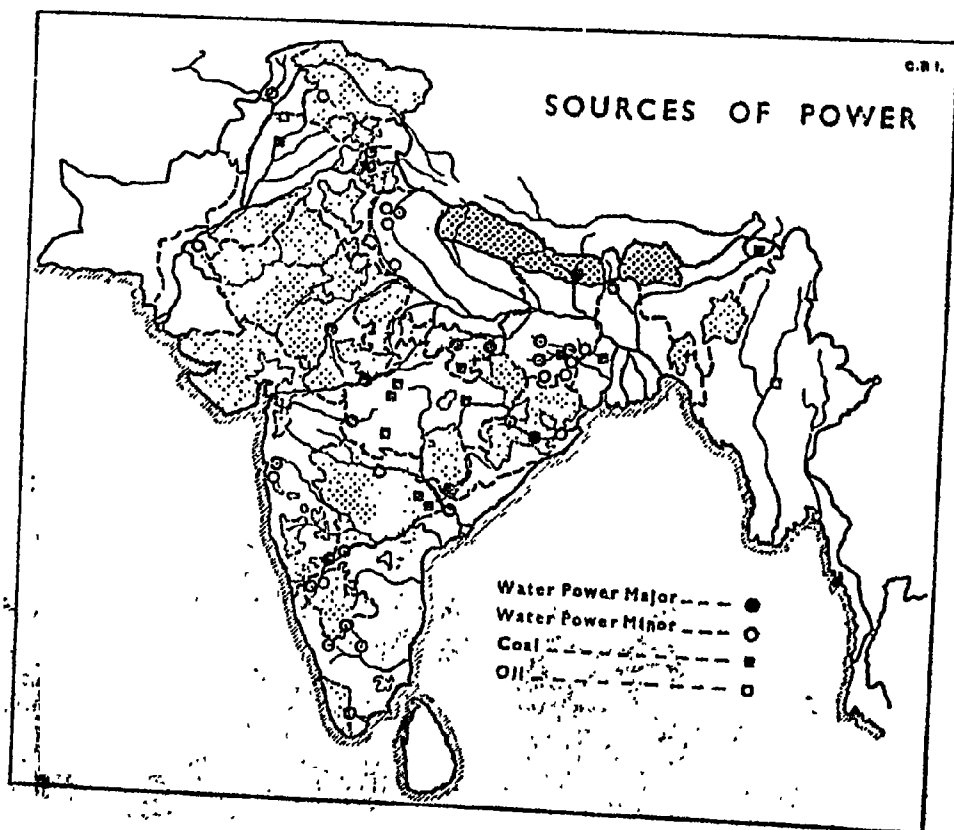 C.R I.
SOURCES OF POWER
Water Power Major
Water Power Minor
Coal
Oil